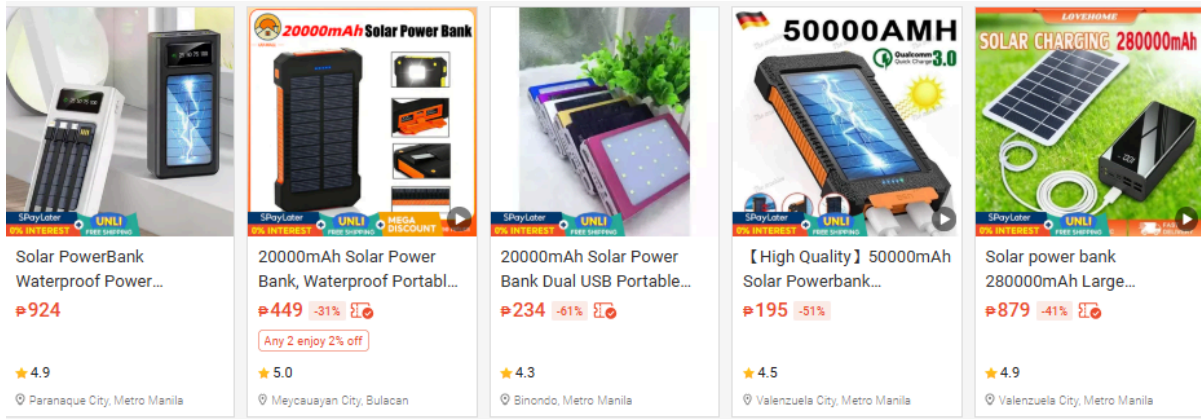 SPayLater
0% INTEREST
UNLI
FREE SHIPPING
Solar PowerBank
Waterproof Power...
₱924
4.9
Paranaque City, Metro Manila
20000mAh Solar Power Bank
SPayLater
0% INTEREST
UNLI
FREE SHIPPING
MEGA
DISCOUNT
20000mAh Solar Power
Bank, Waterproof Portabl...
₱449 -31%
Any 2 enjoy 2% off
5.0
Meycauayan City, Bulacan
SPayLater
0% INTEREST
UNLI
FREE SHIPPING
20000mAh Solar Power
Bank Dual USB Portable...
₱234 -61%
4.3
Binondo, Metro Manila
50000AMH
Qualcomm
Quick Charge 3.0
SPayLater
0% INTEREST
UNLI
FREE SHIPPING
【High Quality】50000mAh
Solar Powerbank...
₱195 -51%
4.5
Valenzuela City, Metro Manila
LOVEHOME
SOLAR CHARGING 280000mAh
SPayLater
0% INTEREST
UNLI
FREE SHIPPING
Solar power bank
280000mAh Large...
₱879 -41%
4.9
Valenzuela City, Metro Manila